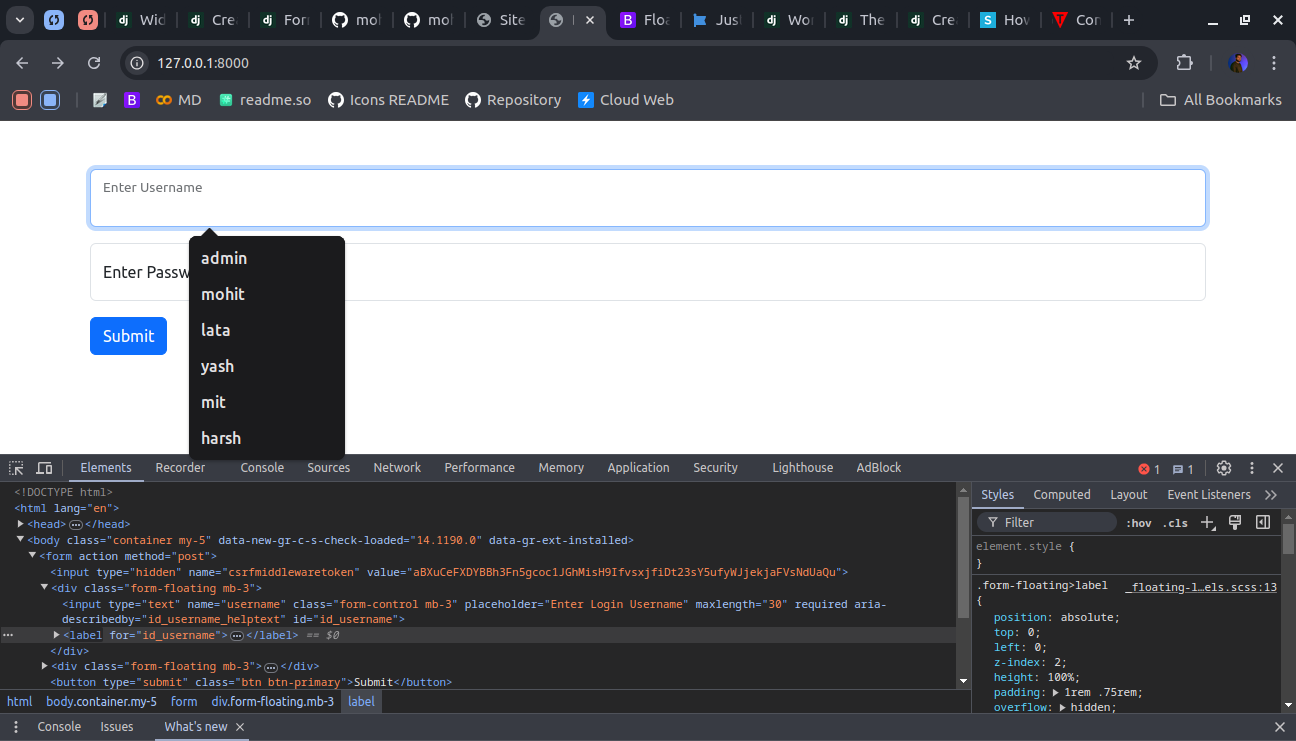 Wid Cre For mol mol Site Floa Just Wor The Crea How Con
127.0.0.1:8000
MD readme.so Icons README Repository Cloud Web All Bookmarks
Enter Username
admin
Enter Passw
mohit
Submit
lata
yash
mit
harsh
Elements Recorder Console Sources Network Performance Memory Application Security Lighthouse AdBlock 1 1
<!DOCTYPE html>
<html lang="en">
<head> … </head>
<body class="container my-5" data-new-gr-c-s-check-loaded="14.1190.0" data-gr-ext-installed>
<form action method="post">
<input type="hidden" name="csrfmiddlewaretoken" value="aBXuCeFXDYBBh3Fn5gcoc1JGhMisH9IfvsxjfiDt23sY5ufyWJjekjaFVsNdUaQu">
<div class="form-floating mb-3">
<input type="text" name="username" class="form-control mb-3" placeholder="Enter Login Username" maxlength="30" required aria-
describedby="id_username_helptext" id="id_username">
<label for="id_username"> … </label> == $0
</div>
<div class="form-floating mb-3"> … </div>
<button type="submit" class="btn btn-primary">Submit</button>
html body.container.my-5 form div.form-floating.mb-3 label
Styles Computed Layout Event Listeners
Filter :hov .cls
element.style {
}
.form-floating>label _floating-l…els.scss:13
{
position: absolute;
top: 0;
left: 0;
z-index: 2;
height: 100%;
padding: 1rem .75rem;
overflow: hidden;
Console Issues What's new